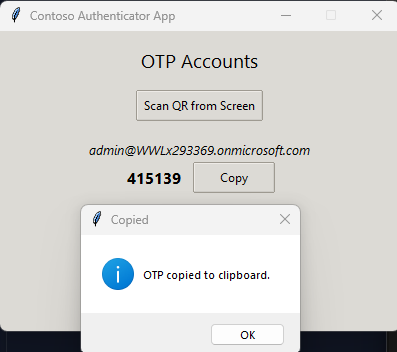 Contoso Authenticator App
OTP Accounts
Scan QR from Screen
admin@WWLx293369.onmicrosoft.com
415139 Copy
Copied
OTP copied to clipboard.
OK